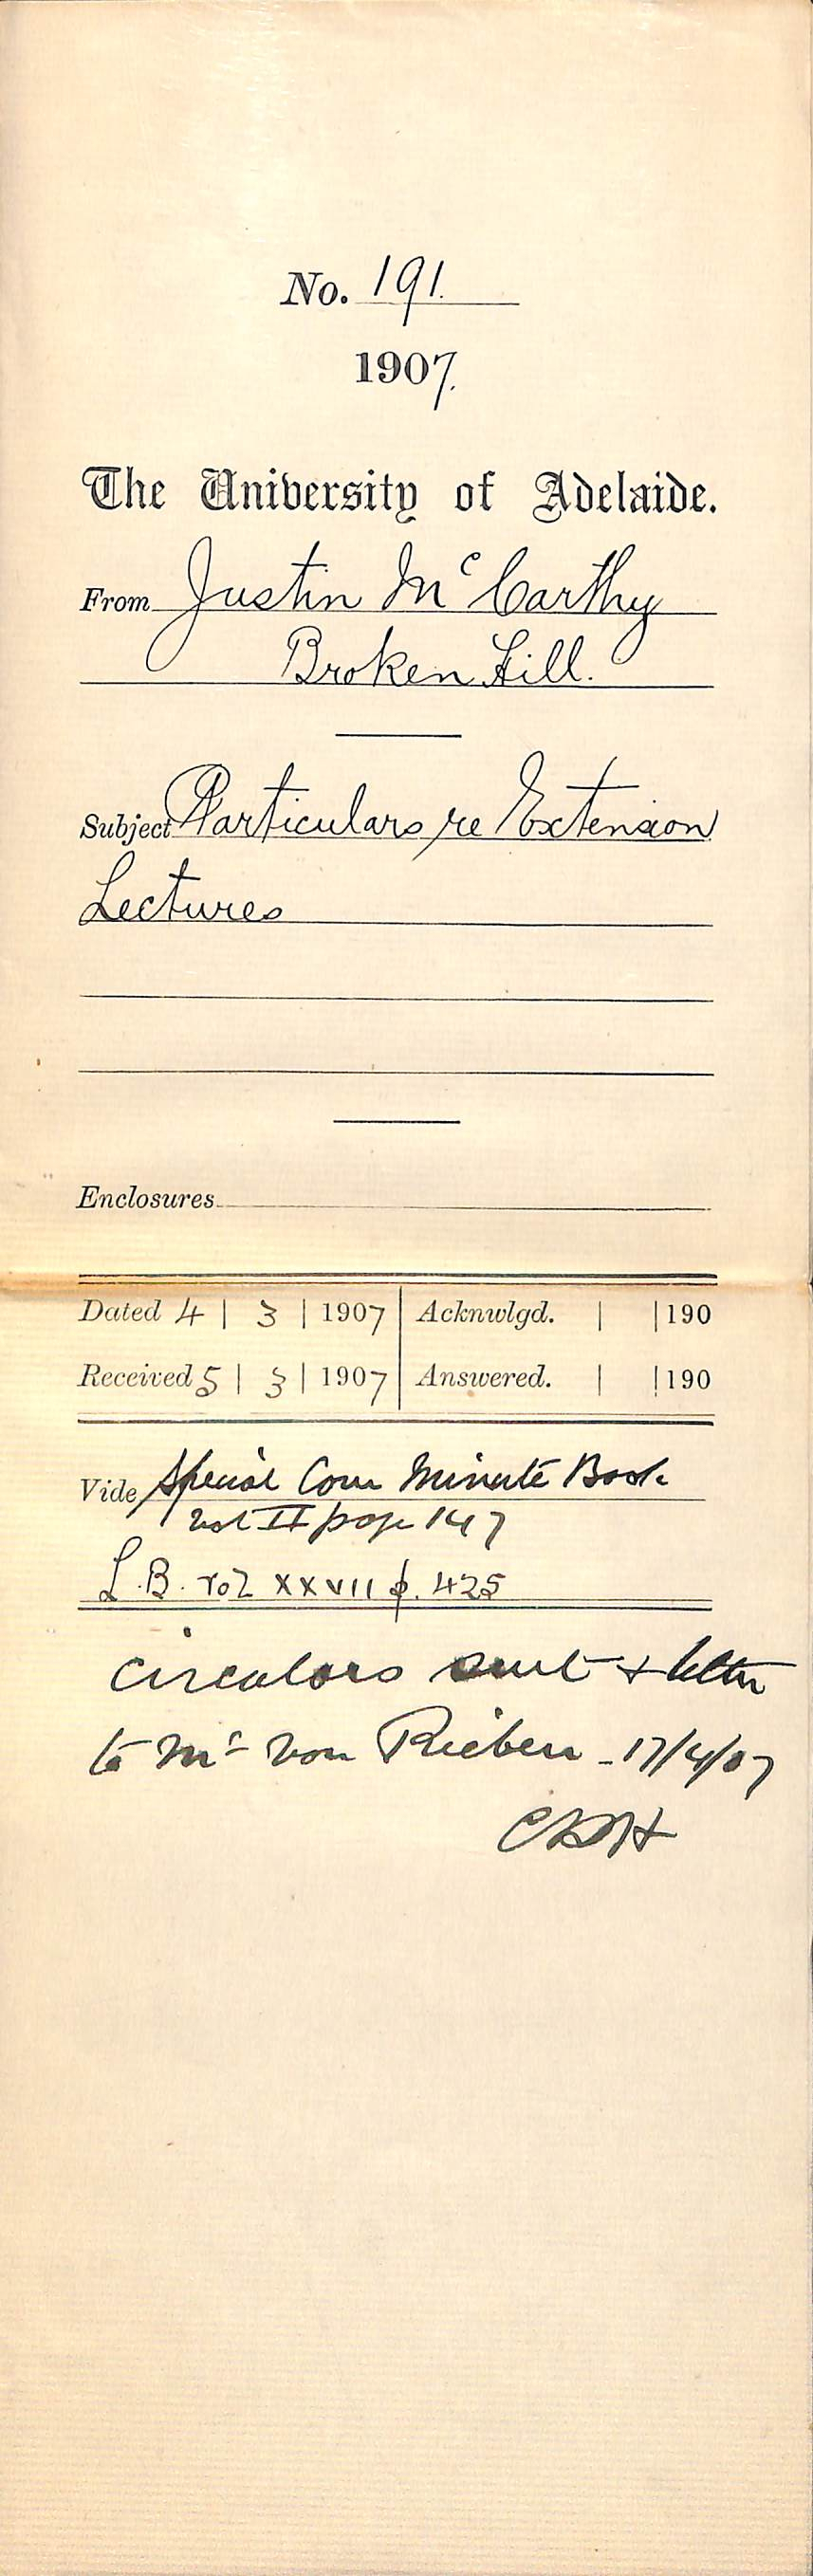 No. 191.
1907.
The University of Adelaide.
From Justin McCarthy
Broken Hill.
Subject Particulars re Extension
Lectures
Enclosures
Dated 4 | 3 | 1907 | Acknwlgd. | | 190
Received 5 | 3 | 1907 | Answered. | | 190
Vide Special Com Minute Book
vol II page 147
L.B. vol XXVII p. 425
Circulars sent & letter
to Mr von Rieben - 17/4/07